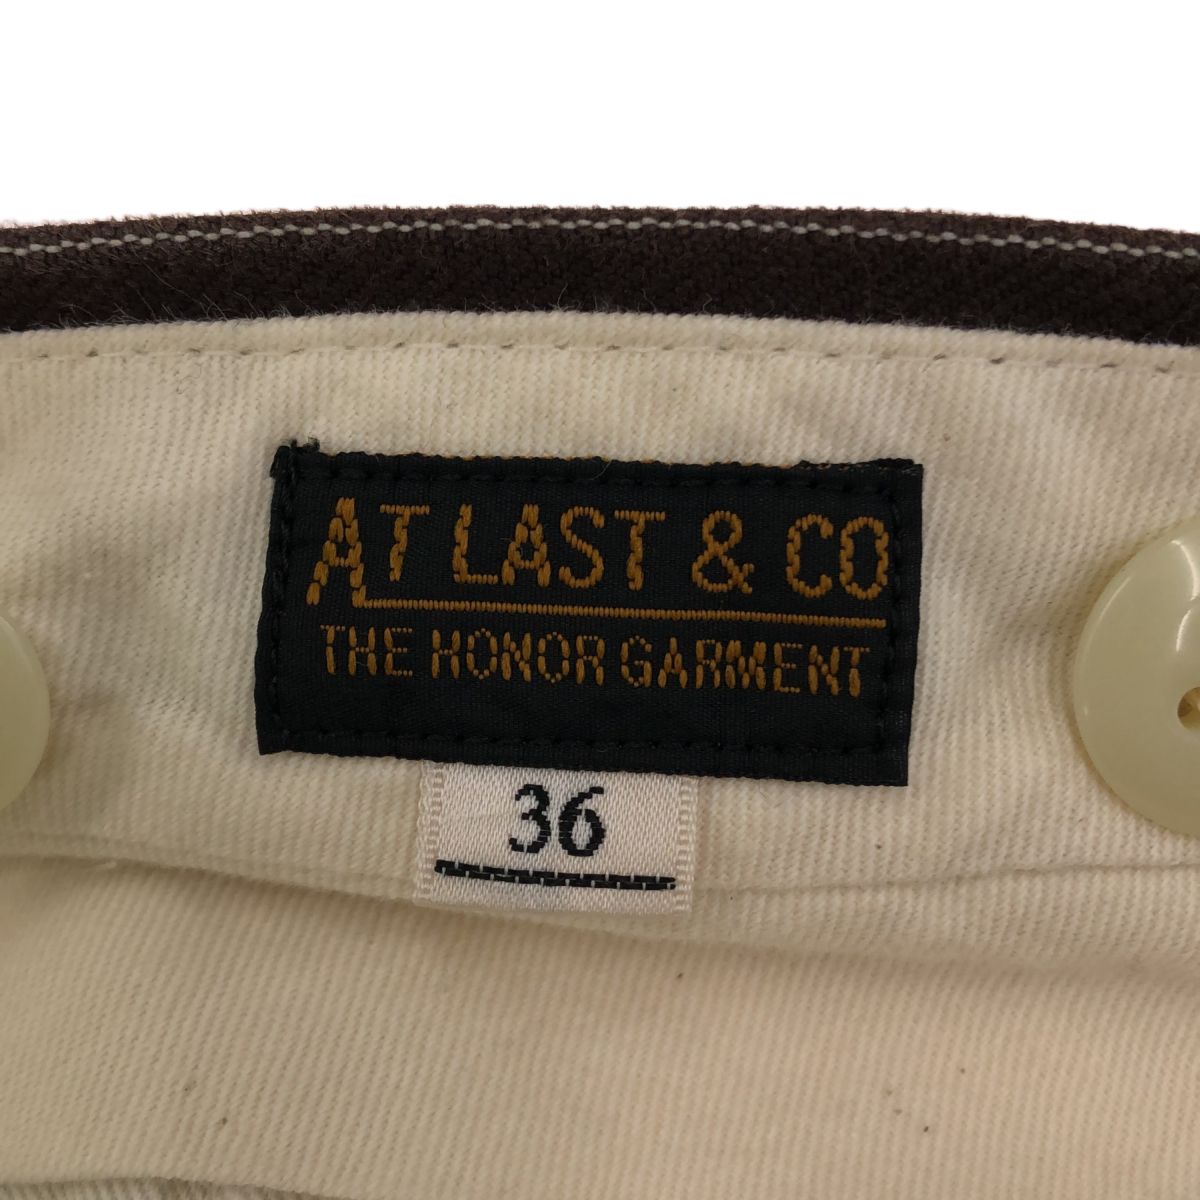 AT LAST & CO
THE HONOR GARMENT
36